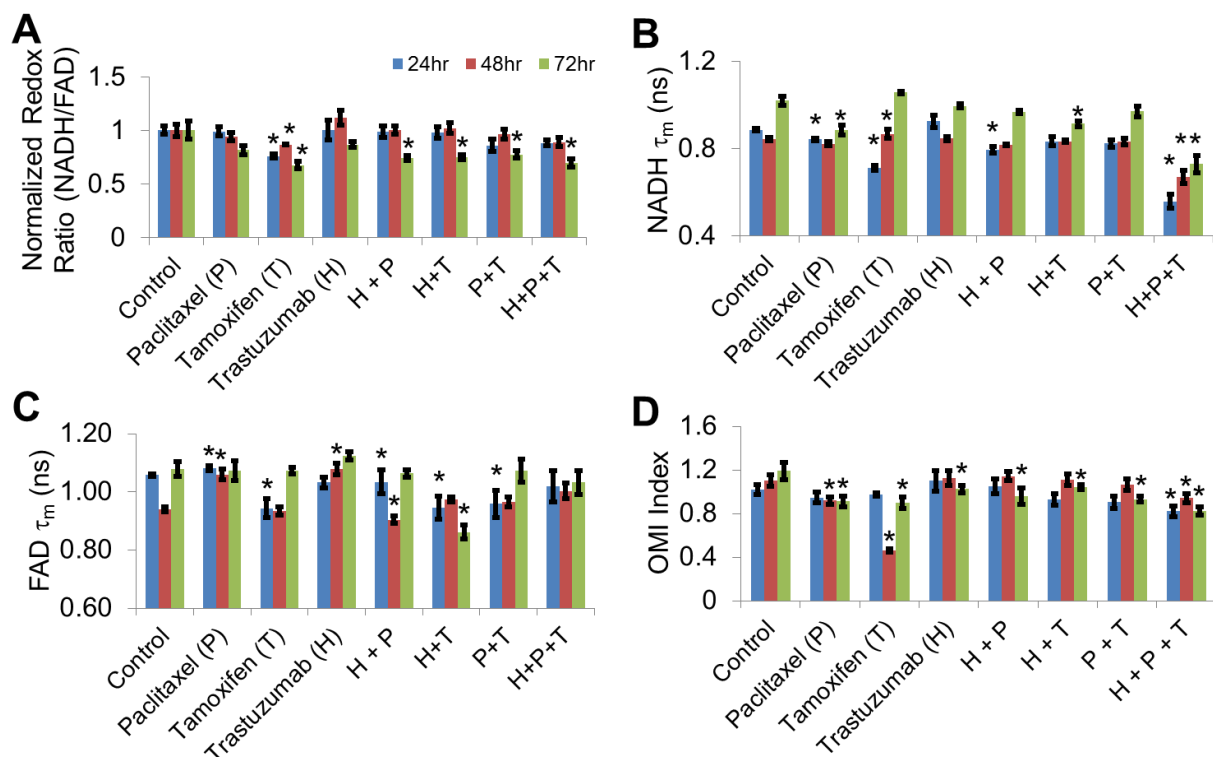 A
Normalized Redox
Ratio (NADH/FAD)
24hr 48hr 72hr
1.5
1
0.5
0
* * *
*
*
*
*
Control
Paclitaxel (P)
Tamoxifen (T)
Trastuzumab (H)
H + P
H+T
P+T
H+P+T
B
NADH τm (ns)
1.2
0.8
0.4
* *
* *
*
*
* * *
Control
Paclitaxel (P)
Tamoxifen (T)
Trastuzumab (H)
H + P
H+T
P+T
H+P+T
C
FAD τm (ns)
1.20
1.00
0.80
0.60
* *
*
*
* *
* *
*
Control
Paclitaxel (P)
Tamoxifen (T)
Trastuzumab (H)
H + P
H+T
P+T
H+P+T
D
OMI Index
1.6
1.2
0.8
0.4
0
* *
* *
*
*
*
*
* * *
Control
Paclitaxel (P)
Tamoxifen (T)
Trastuzumab (H)
H + P
H + T
P + T
H + P + T